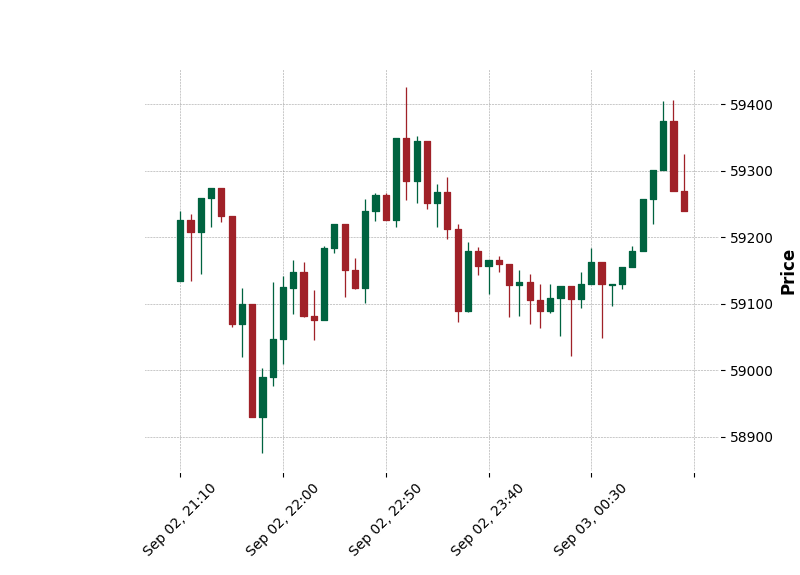 59400
59300
59200
59100
59000
58900
Price
Sep 02, 21:10
Sep 02, 22:00
Sep 02, 22:50
Sep 02, 23:40
Sep 03, 00:30